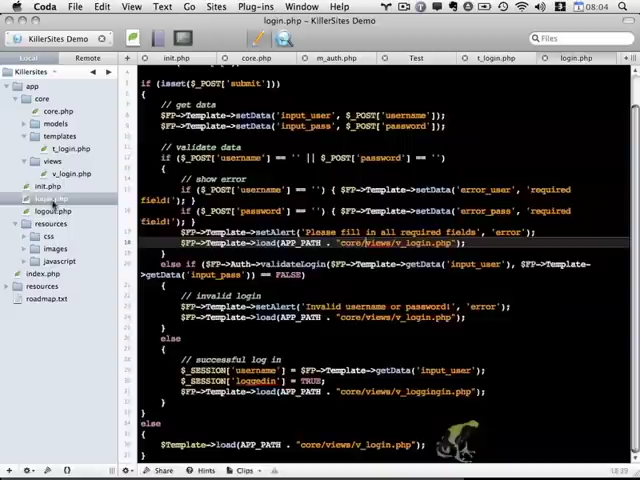 Coda File Edit View Text Go Sites Plug-ins Window Help 08:04
login.php - KillerSites Demo
KillerSites Demo Files
Local Remote init.php core.php m_auth.php Test t_login.php login.php
Killersites
app
core
core.php
models
templates
t_login.php
views
v_login.php
init.php
login.php
logout.php
resources
css
images
javascript
index.php
resources
roadmap.txt
if (isset($_POST['submit']))
{
// get data
$FP->Template->setData('input_user', $_POST['username']);
$FP->Template->setData('input_pass', $_POST['password']);
// validate data
if ($_POST['username'] == '' || $_POST['password'] == '')
{
// show error
if ($_POST['username'] == '') { $FP->Template->setData('error_user', 'required
field!'); }
if ($_POST['password'] == '') { $FP->Template->setData('error_pass', 'required
field!'); }
$FP->Template->setAlert('Please fill in all required fields', 'error');
$FP->Template->load(APP_PATH . "core/views/v_login.php");
}
else if ($FP->Auth->validateLogin($FP->Template->getData('input_user'), $FP->Template-
>getData('input_pass')) == FALSE)
{
// invalid login
$FP->Template->setAlert('Invalid username or password!', 'error');
$FP->Template->load(APP_PATH . "core/views/v_login.php");
}
else
{
// successful log in
$_SESSION['username'] = $FP->Template->getData('input_user');
$_SESSION['loggedin'] = TRUE;
$FP->Template->load(APP_PATH . "core/views/v_loggingin.php");
}
}
else
{
$Template->load(APP_PATH . "core/views/v_login.php");
}
Share Hints Clips